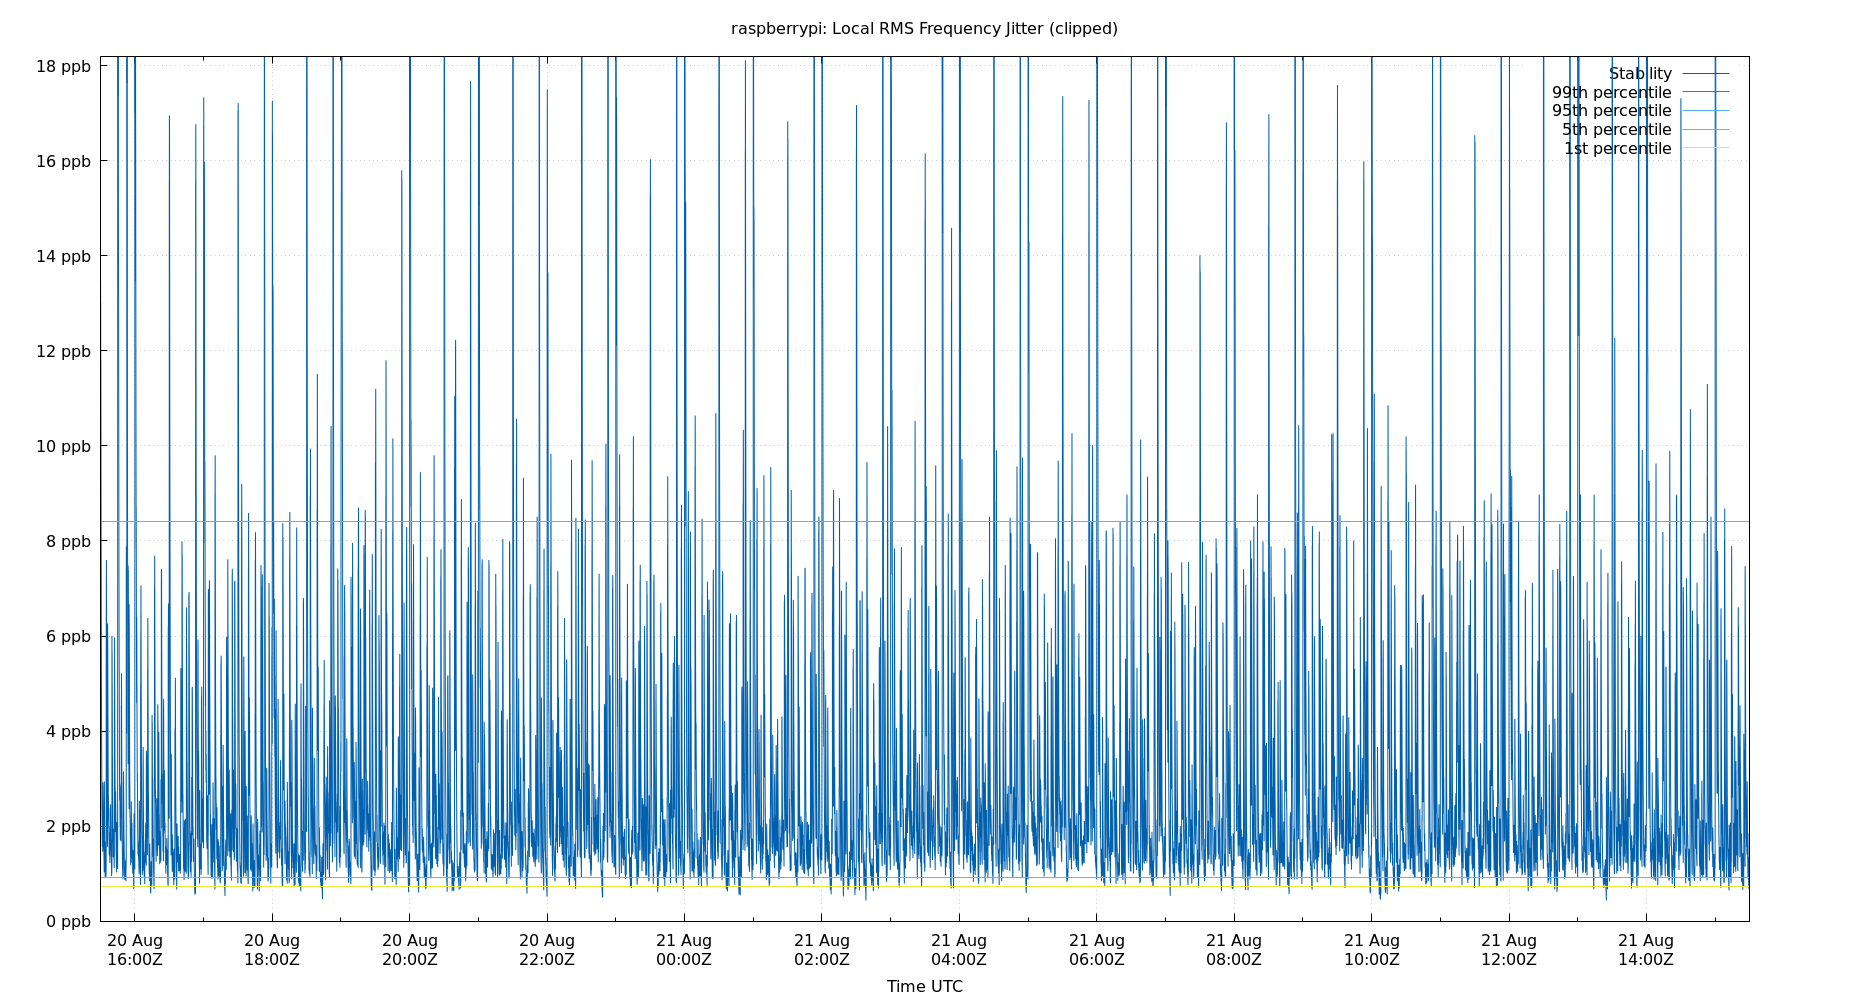 raspberrypi: Local RMS Frequency Jitter (clipped)
18 ppb
16 ppb
14 ppb
12 ppb
10 ppb
8 ppb
6 ppb
4 ppb
2 ppb
0 ppb
Stability
99th percentile
95th percentile
5th percentile
1st percentile
20 Aug 20 Aug 20 Aug 20 Aug 21 Aug 21 Aug 21 Aug 21 Aug 21 Aug 21 Aug 21 Aug 21 Aug
16:00Z 18:00Z 20:00Z 22:00Z 00:00Z 02:00Z 04:00Z 06:00Z 08:00Z 10:00Z 12:00Z 14:00Z
Time UTC